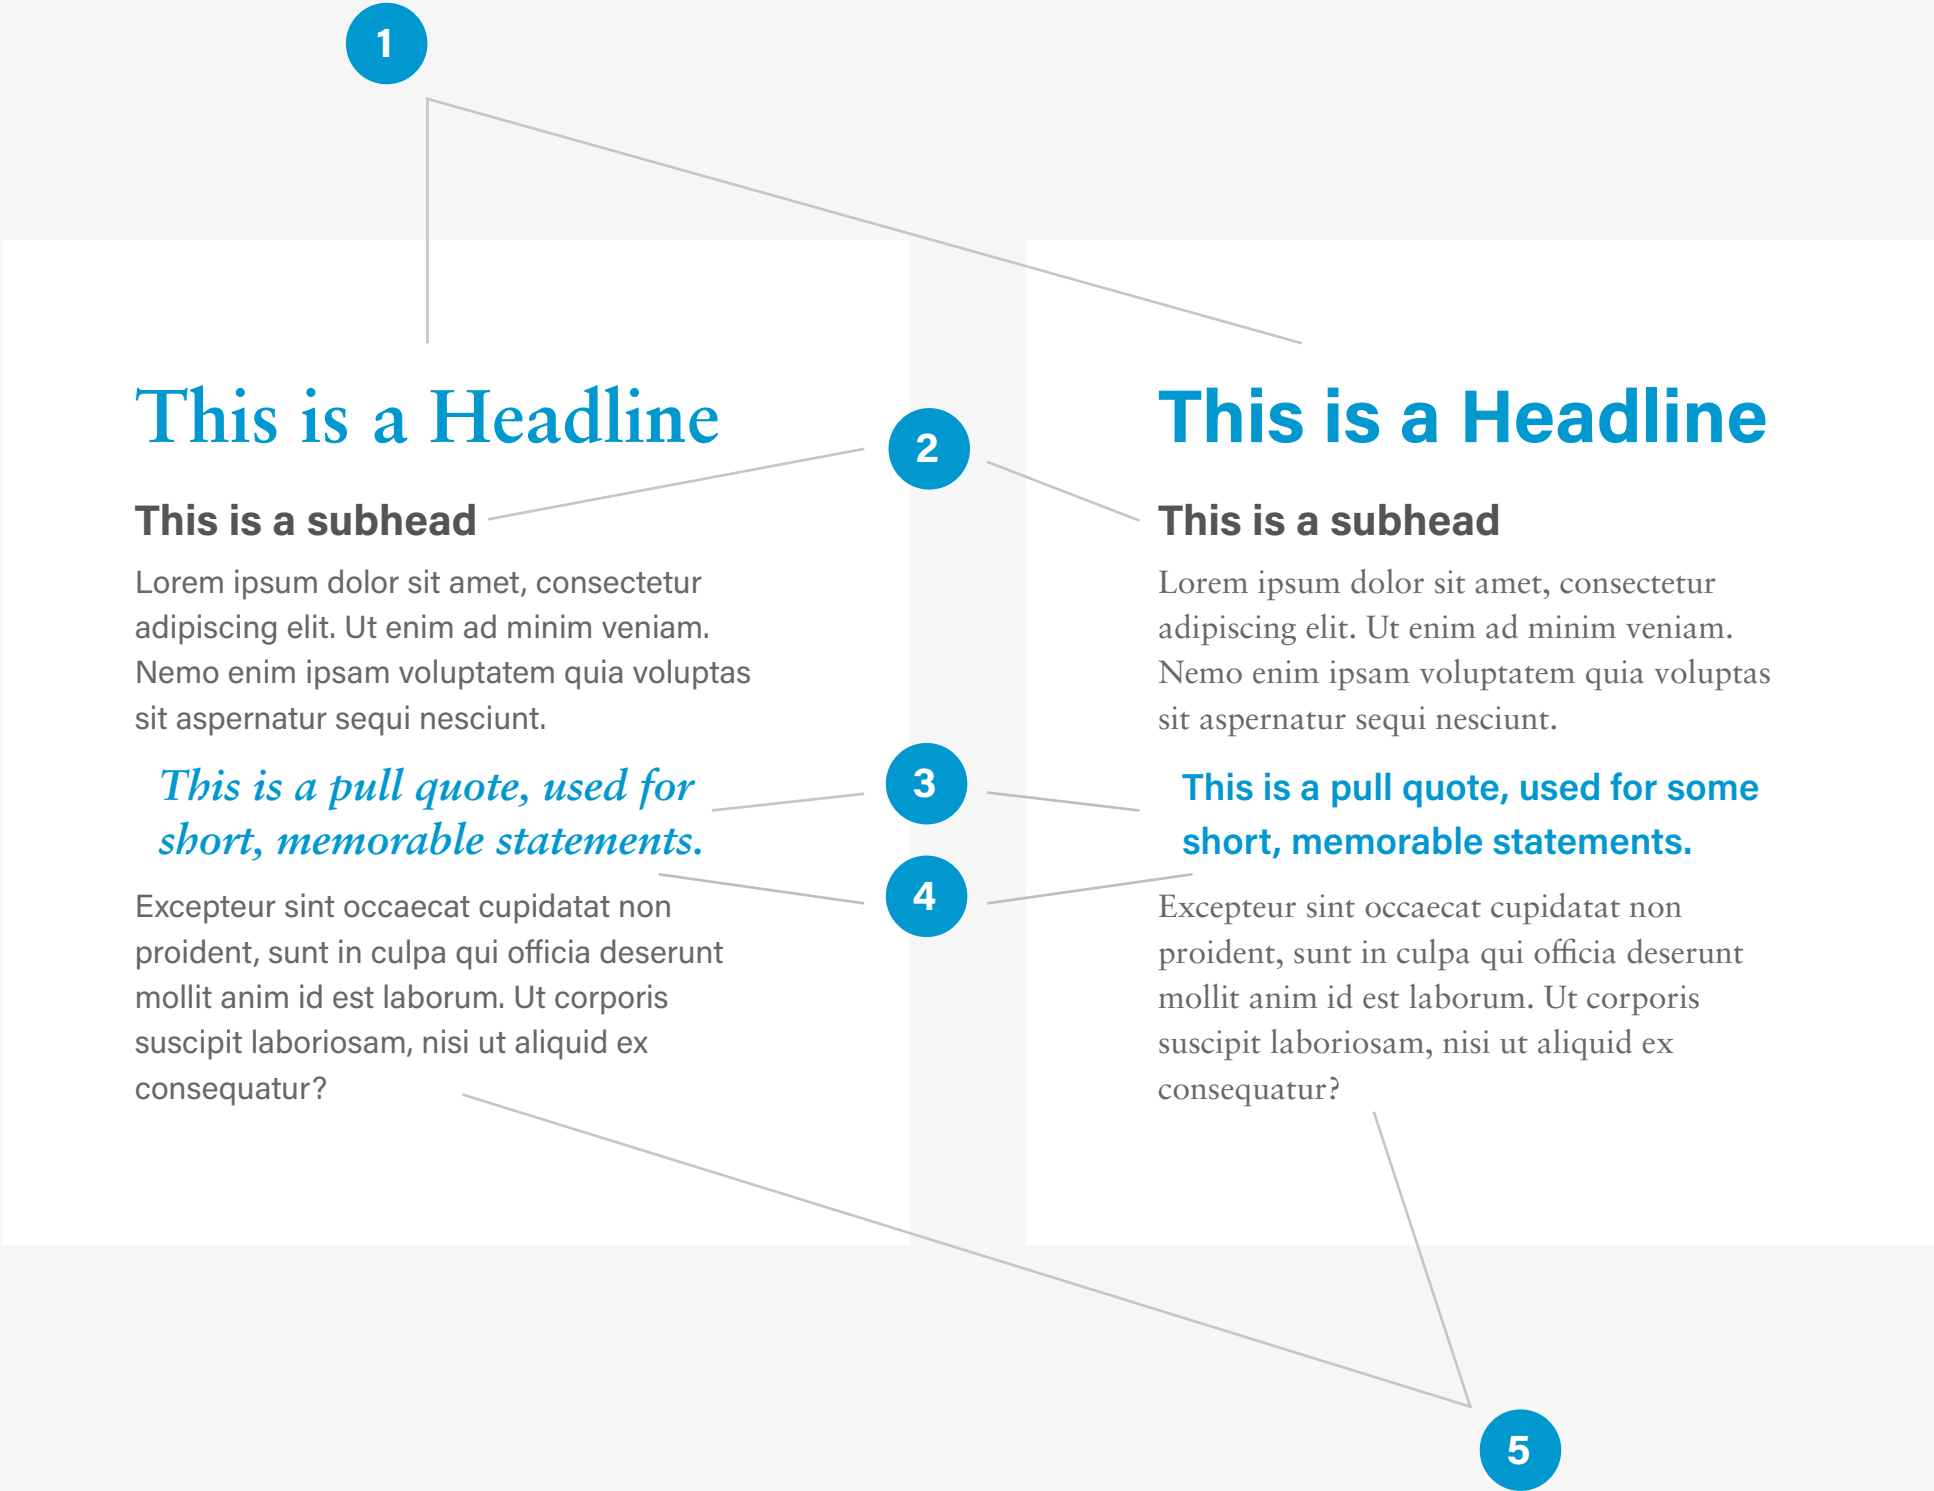 1
This is a Headline
This is a subhead
Lorem ipsum dolor sit amet, consectetur
adipiscing elit. Ut enim ad minim veniam.
Nemo enim ipsam voluptatem quia voluptas
sit aspernatur sequi nesciunt.
This is a pull quote, used for
short, memorable statements.
Excepteur sint occaecat cupidatat non
proident, sunt in culpa qui officia deserunt
mollit anim id est laborum. Ut corporis
suscipit laboriosam, nisi ut aliquid ex
consequatur?
2
3
4
This is a Headline
This is a subhead
Lorem ipsum dolor sit amet, consectetur
adipiscing elit. Ut enim ad minim veniam.
Nemo enim ipsam voluptatem quia voluptas
sit aspernatur sequi nesciunt.
This is a pull quote, used for some
short, memorable statements.
Excepteur sint occaecat cupidatat non
proident, sunt in culpa qui officia deserunt
mollit anim id est laborum. Ut corporis
suscipit laboriosam, nisi ut aliquid ex
consequatur?
5